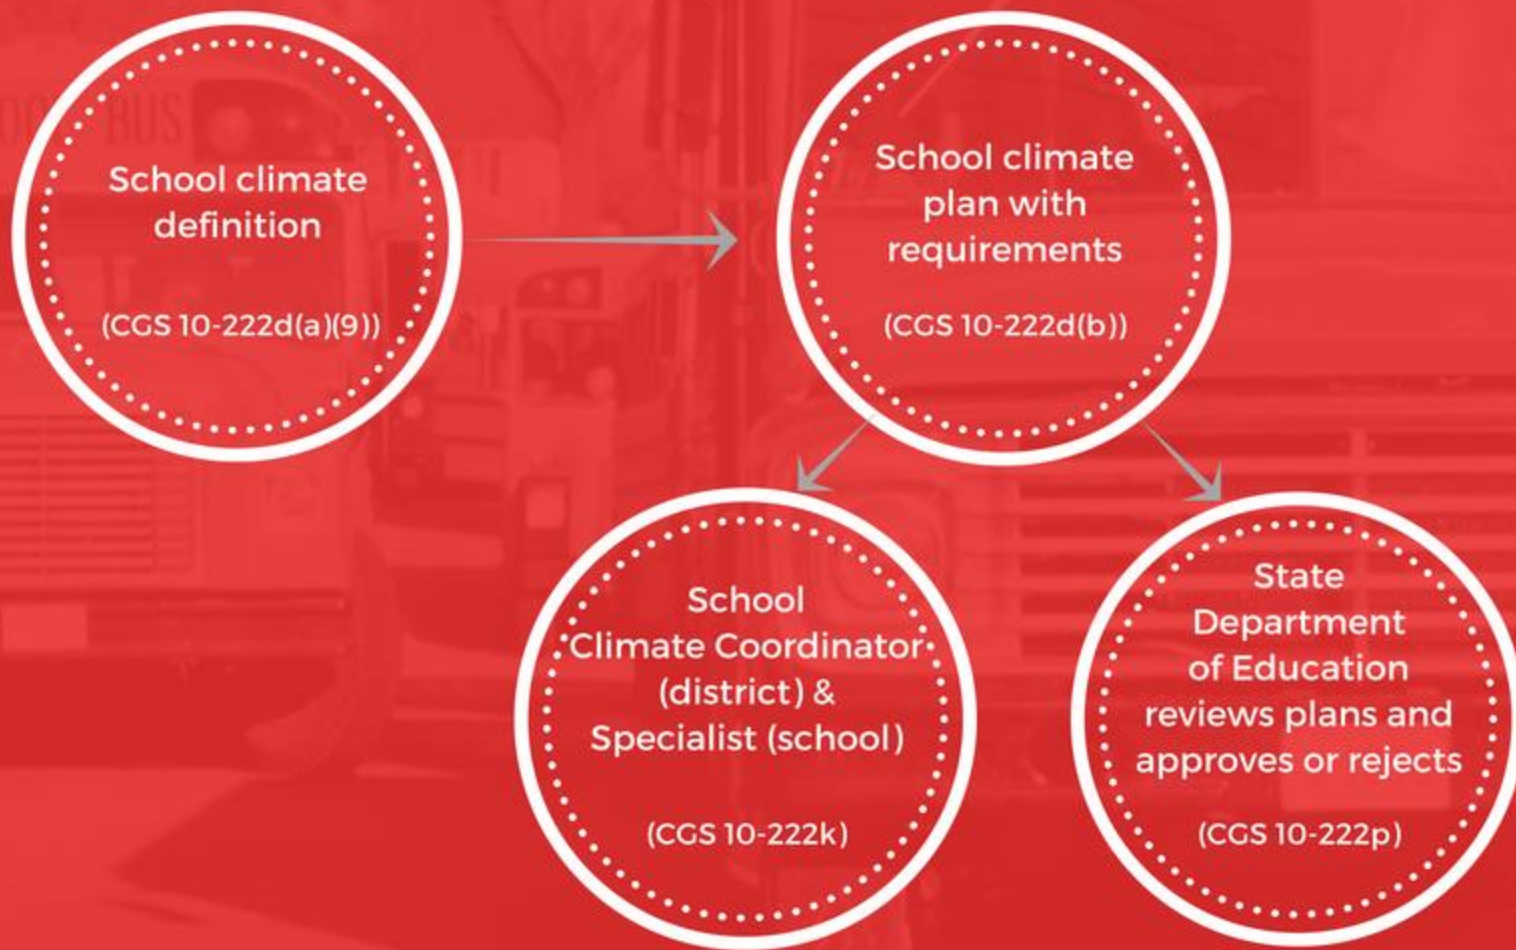 BUS
School climate
definition
(CGS 10-222d(a)(9))
School climate
plan with
requirements
(CGS 10-222d(b))
School
Climate Coordinator
(district) &
Specialist (school)
(CGS 10-222k)
State
Department
of Education
reviews plans and
approves or rejects
(CGS 10-222p)